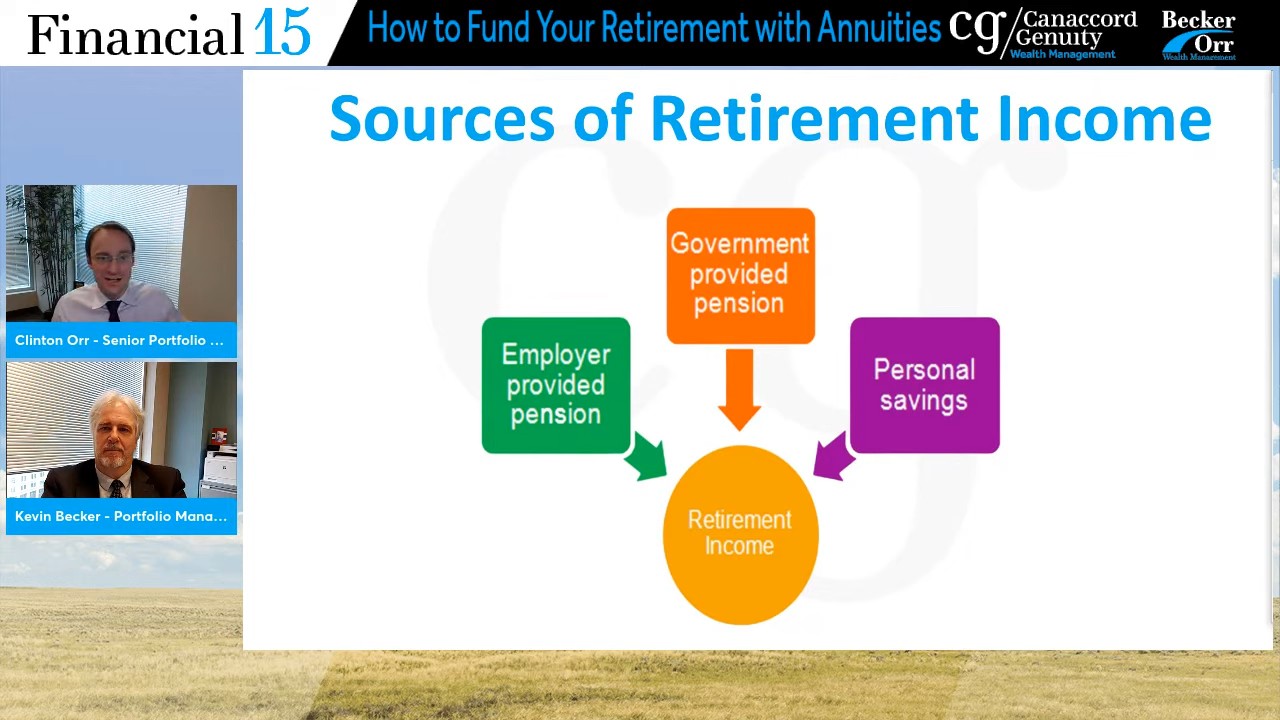 Financial 15
How to Fund Your Retirement with Annuities
cg/Canaccord
Genuity
Wealth Management
Becker
Orr
Wealth Management
Sources of Retirement Income
Clinton Orr - Senior Portfolio ...
Kevin Becker - Portfolio Mana...
Government
provided
pension
Employer
provided
pension
Personal
savings
Retirement
Income
cg